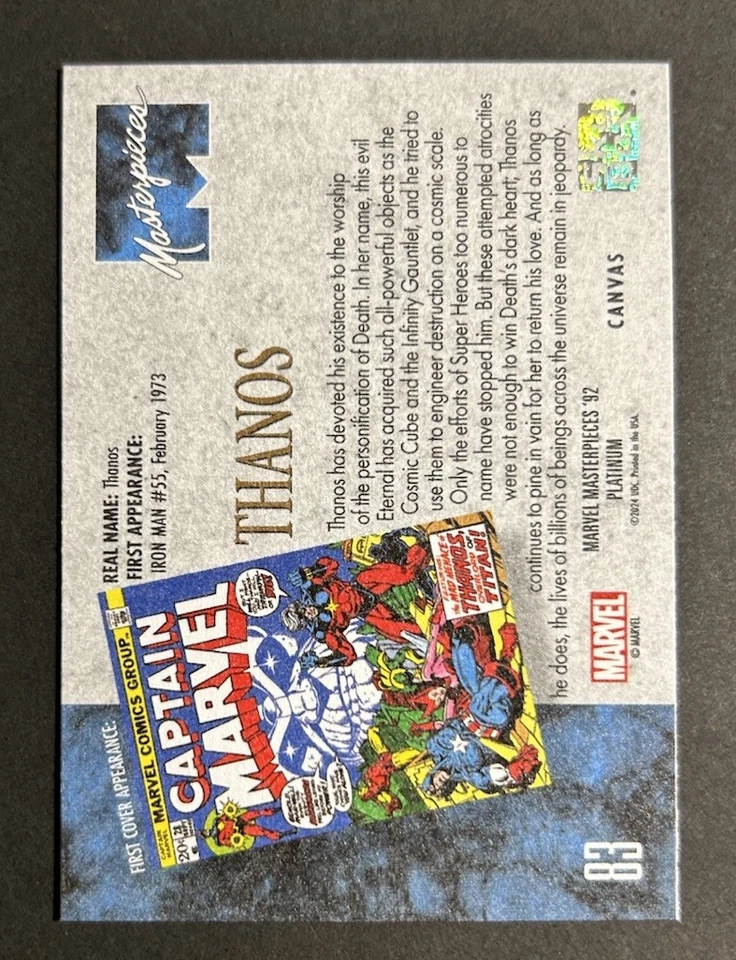 Masterpieces
FIRST COVER APPEARANCE:
REAL NAME: Thanos
FIRST APPEARANCE:
IRON MAN #55, February 1973
MARVEL COMICS GROUP
CAPTAIN
MARVEL
20¢
THANOS
Thanos has devoted his existence to the worship
of the personification of Death. In her name, this evil
Eternal has acquired such all-powerful objects as the
Cosmic Cube and the Infinity Gauntlet, and he tried to
use them to engineer destruction on a cosmic scale.
Only the efforts of Super Heroes too numerous to
name have stopped him. But these attempted atrocities
were not enough to win Death's dark heart; Thanos
continues to pine in vain for her to return his love. And as long as
he does, the lives of billions of beings across the universe remain in jeopardy.
THANOS,
TITAN!
MARVEL
© MARVEL
MARVEL MASTERPIECES '92
PLATINUM
©2024 UDC. Printed in the USA.
CANVAS
83